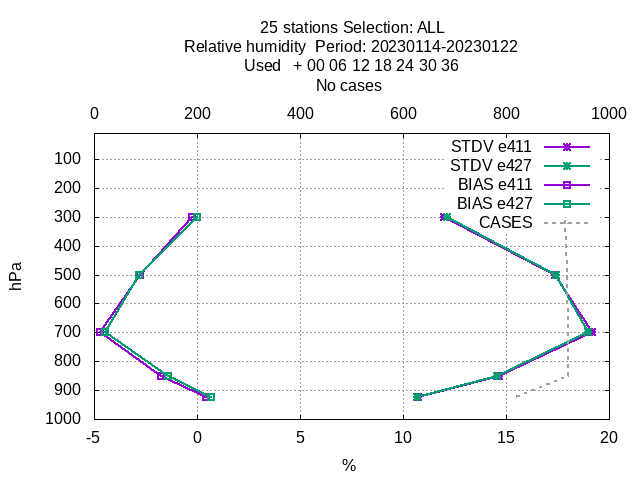 25 stations Selection: ALL
Relative humidity  Period: 20230114-20230122
Used   + 00 06 12 18 24 30 36
No cases
0 200 400 600 800 1000
STDV e411
STDV e427
BIAS e411
BIAS e427
CASES
100
200
300
400
500
600
700
800
900
1000
hPa
-5 0 5 10 15 20
%